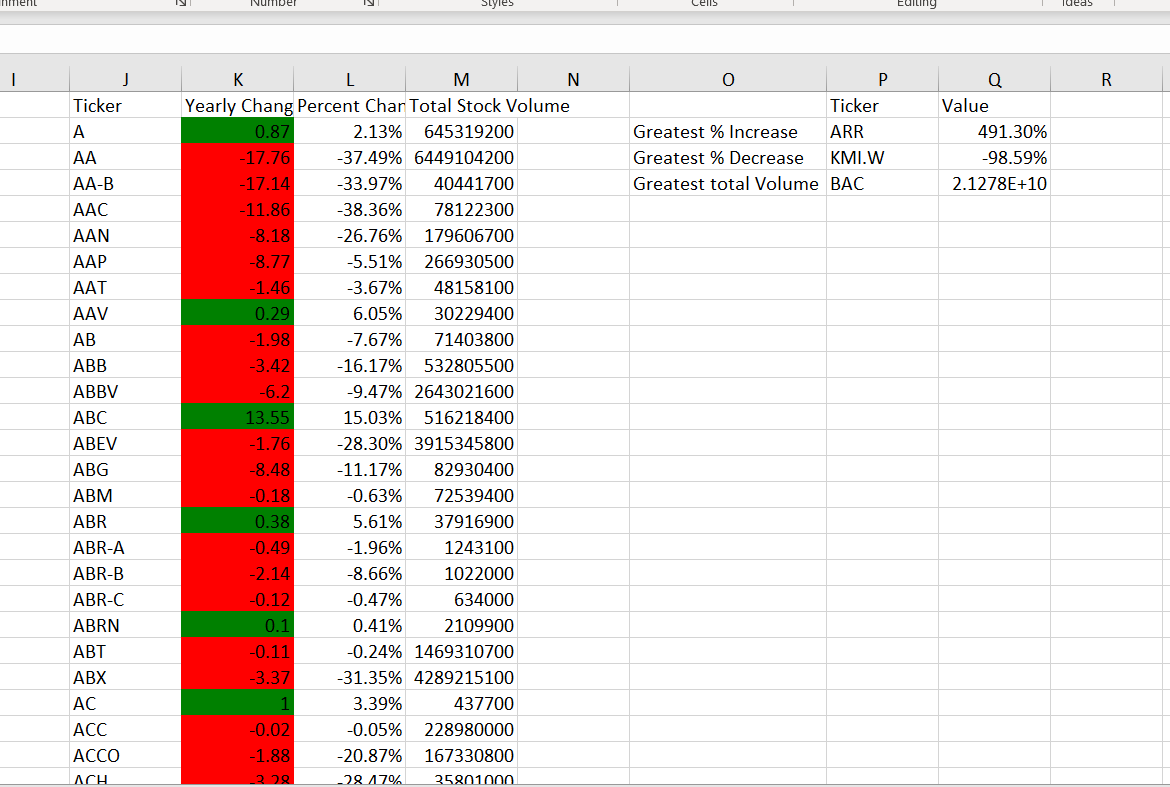 Number Styles Cells Editing Ideas
I J K L M N O P Q R
Ticker Yearly Chang Percent Char Total Stock Volume Ticker Value
A 0.87 2.13% 645319200 Greatest % Increase ARR 491.30%
AA -17.76 -37.49% 6449104200 Greatest % Decrease KMI.W -98.59%
AA-B -17.14 -33.97% 40441700 Greatest total Volume BAC 2.1278E+10
AAC -11.86 -38.36% 78122300
AAN -8.18 -26.76% 179606700
AAP -8.77 -5.51% 266930500
AAT -1.46 -3.67% 48158100
AAV 0.29 6.05% 30229400
AB -1.98 -7.67% 71403800
ABB -3.42 -16.17% 532805500
ABBV -6.2 -9.47% 2643021600
ABC 13.55 15.03% 516218400
ABEV -1.76 -28.30% 3915345800
ABG -8.48 -11.17% 82930400
ABM -0.18 -0.63% 72539400
ABR 0.38 5.61% 37916900
ABR-A -0.49 -1.96% 1243100
ABR-B -2.14 -8.66% 1022000
ABR-C -0.12 -0.47% 634000
ABRN 0.1 0.41% 2109900
ABT -0.11 -0.24% 1469310700
ABX -3.37 -31.35% 4289215100
AC 1 3.39% 437700
ACC -0.02 -0.05% 228980000
ACCO -1.88 -20.87% 167330800
ACH -3.28 -28.47% 35801000